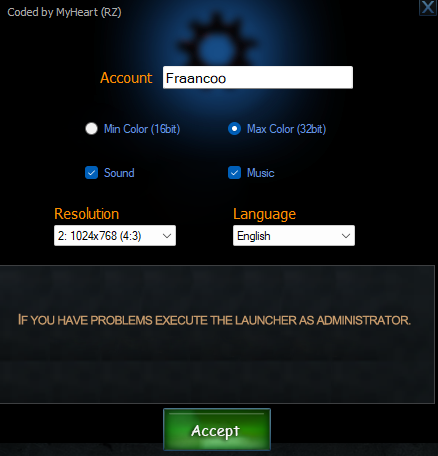 Coded by MyHeart (RZ)
X
Account Fraancoo
Min Color (16bit) Max Color (32bit)
Sound Music
Resolution Language
2: 1024x768 (4:3) English
IF YOU HAVE PROBLEMS EXECUTE THE LAUNCHER AS ADMINISTRATOR.
Accept